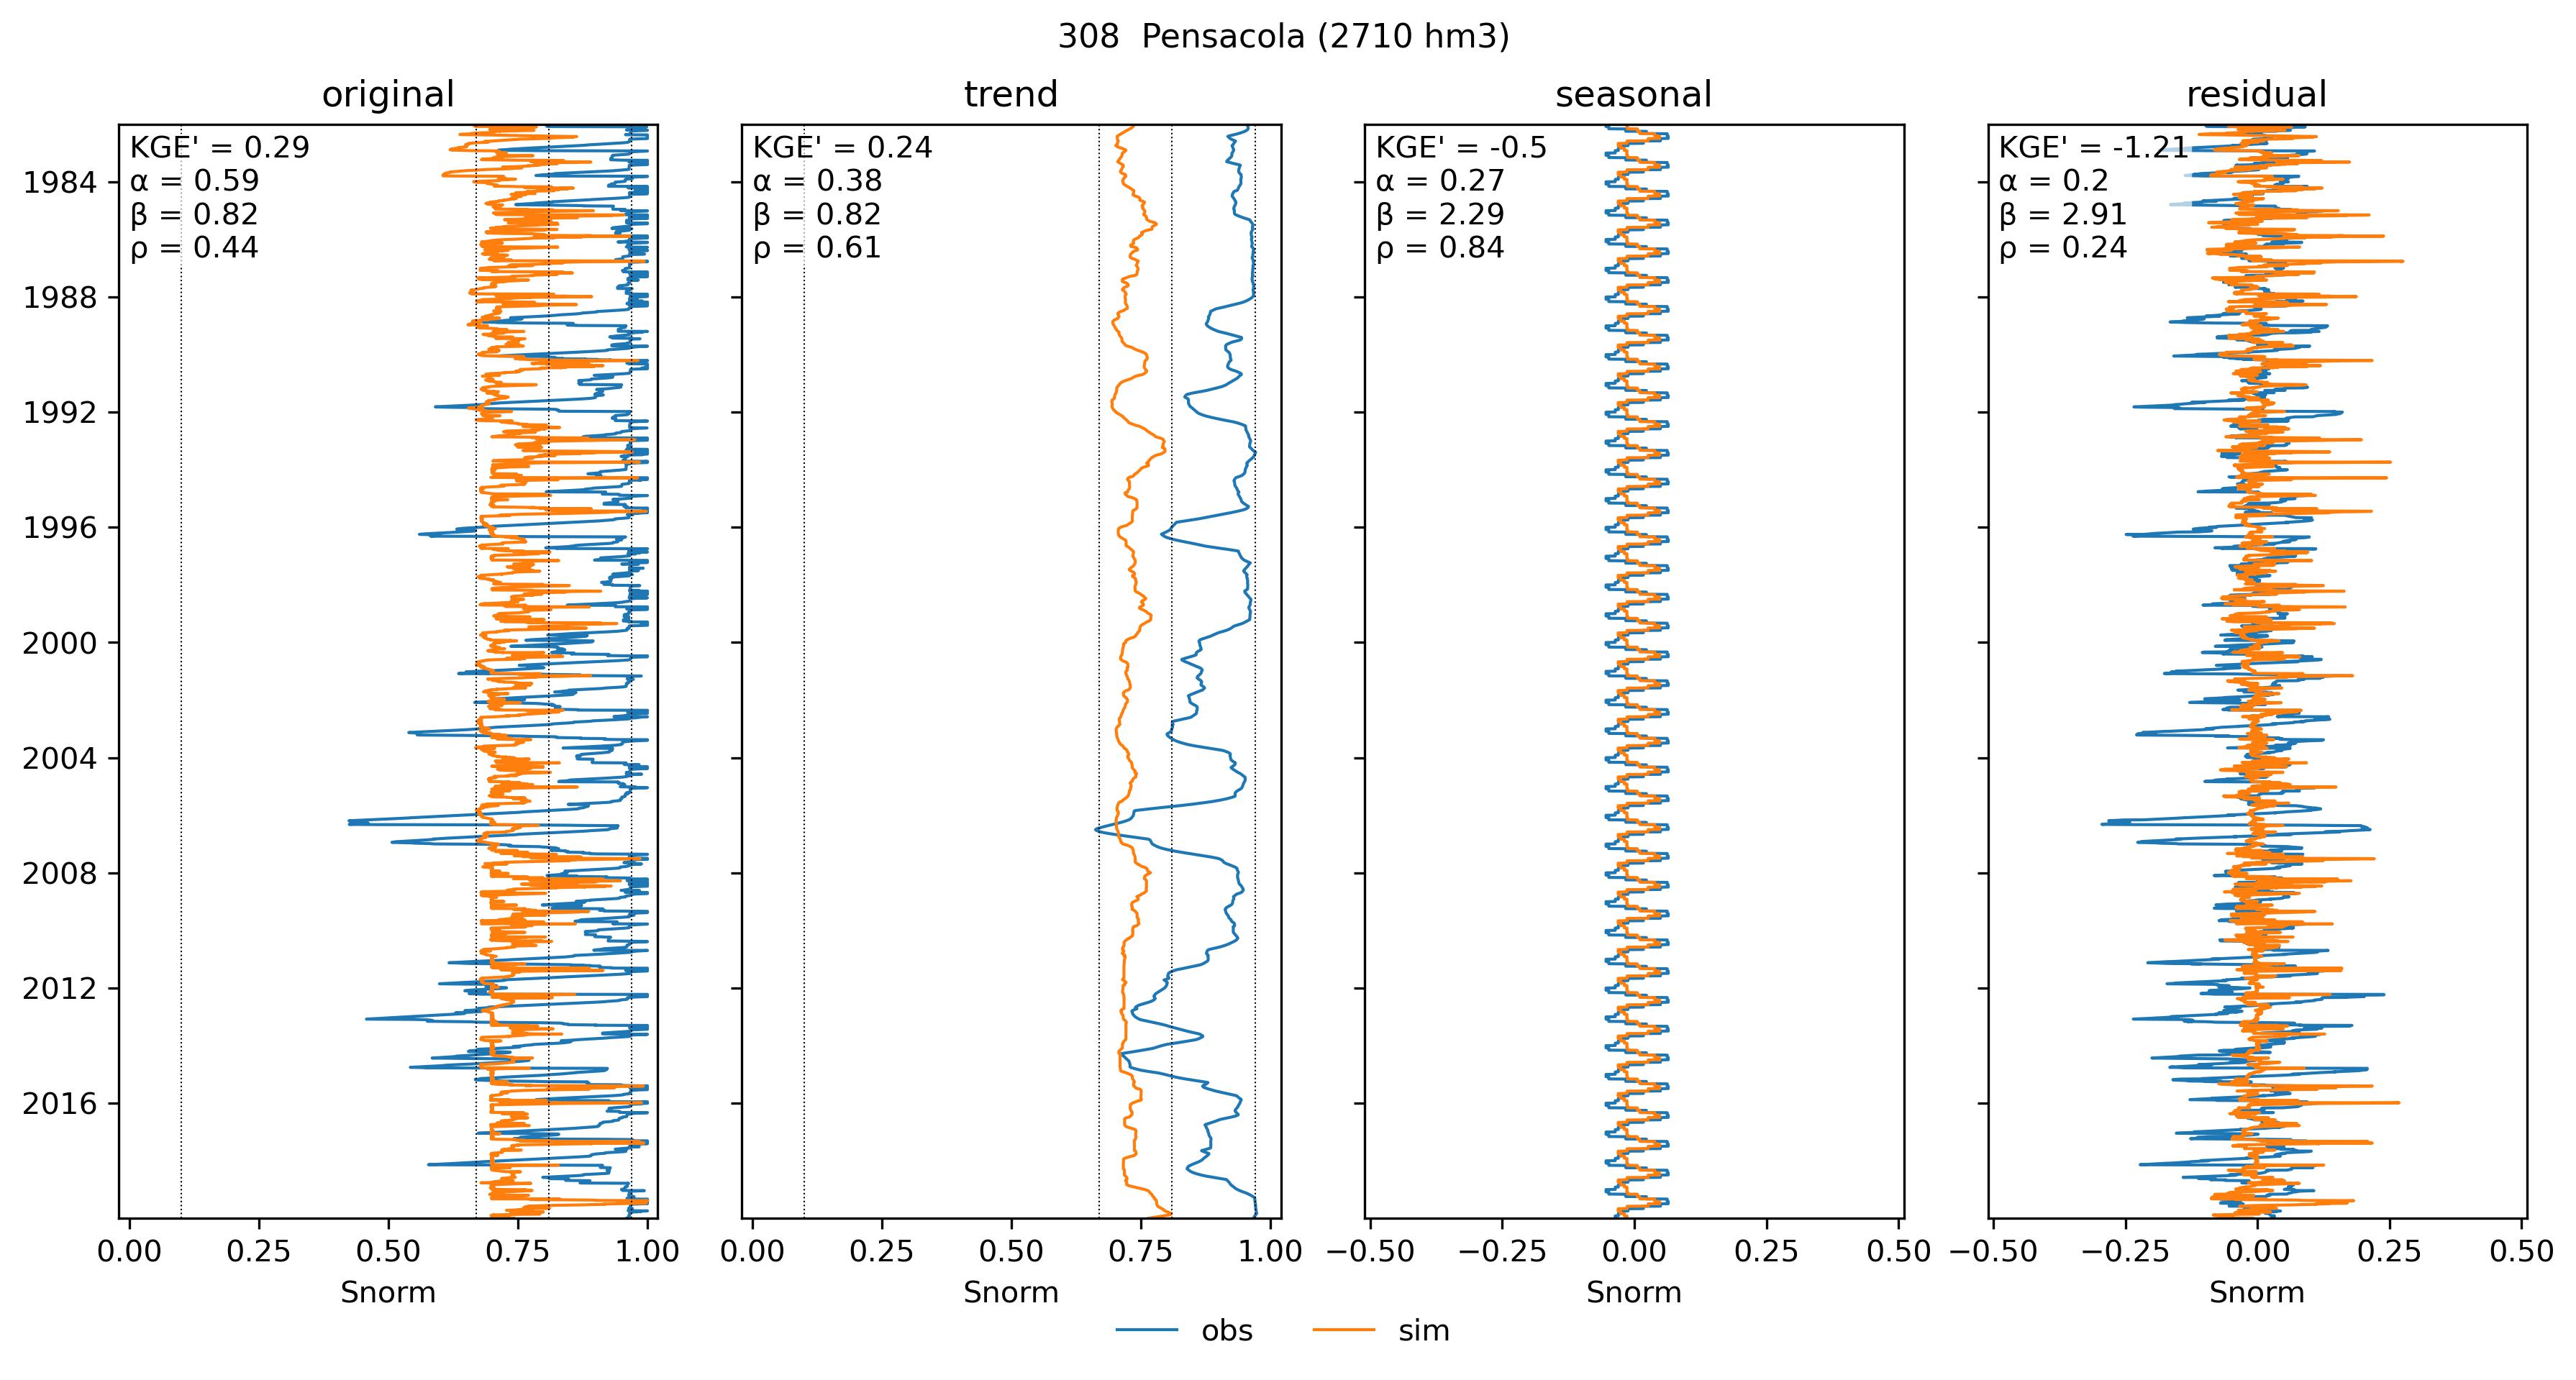 308  Pensacola (2710 hm3)
original
trend
seasonal
residual
KGE' = 0.29
α = 0.59
β = 0.82
ρ = 0.44
KGE' = 0.24
α = 0.38
β = 0.82
ρ = 0.61
KGE' = -0.5
α = 0.27
β = 2.29
ρ = 0.84
KGE' = -1.21
α = 0.2
β = 2.91
ρ = 0.24
1984
1988
1992
1996
2000
2004
2008
2012
2016
0.00 0.25 0.50 0.75 1.00
0.00 0.25 0.50 0.75 1.00
−0.50 −0.25 0.00 0.25 0.50
−0.50 −0.25 0.00 0.25 0.50
Snorm
Snorm
Snorm
Snorm
obs sim